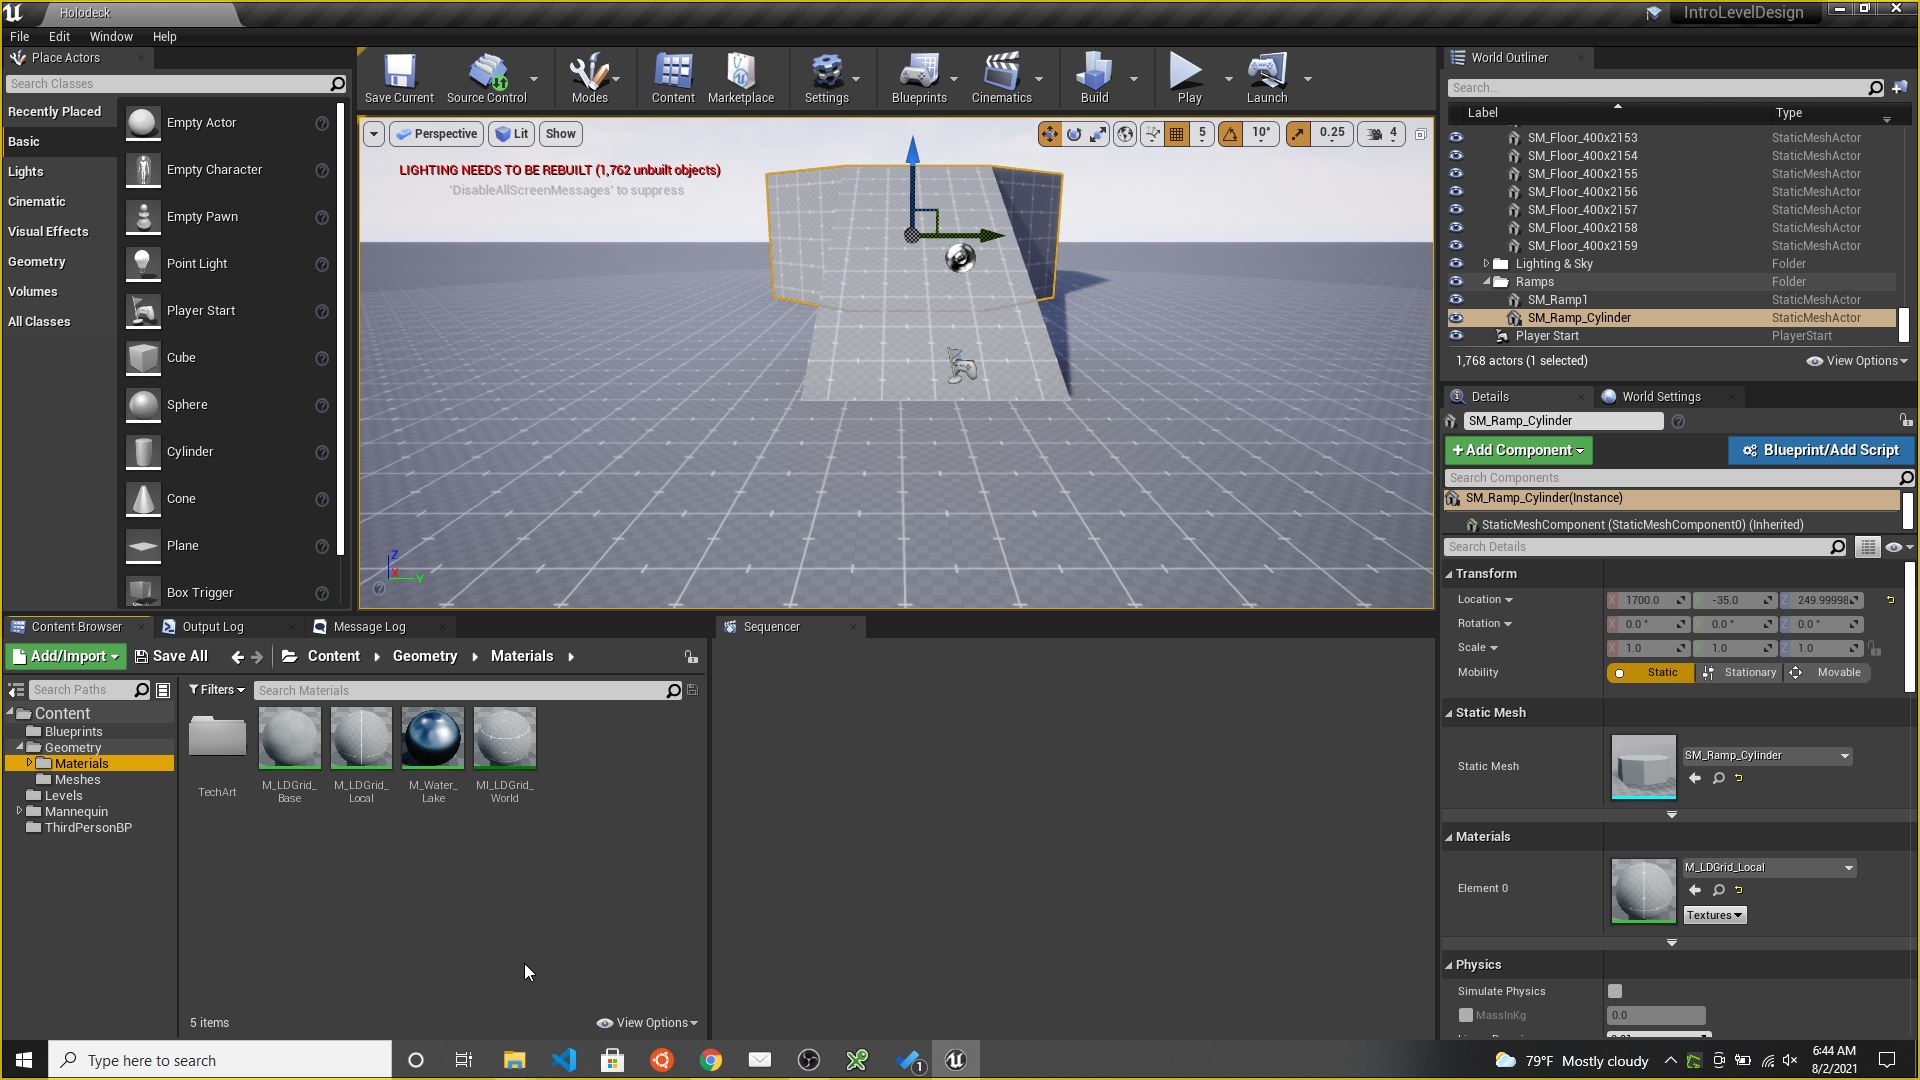 Holodeck
IntroLevelDesign
File Edit Window Help
Place Actors
Search Classes
Recently Placed
Basic
Lights
Cinematic
Visual Effects
Geometry
Volumes
All Classes
Empty Actor
Empty Character
Empty Pawn
Point Light
Player Start
Cube
Sphere
Cylinder
Cone
Plane
Box Trigger
Save Current Source Control Modes Content Marketplace Settings Blueprints Cinematics Build Play Launch
Perspective Lit Show
5 10° 0.25 4
LIGHTING NEEDS TO BE REBUILT (1,762 unbuilt objects)
'DisableAllScreenMessages' to suppress
Z
X
Y
World Outliner
Search...
Label Type
SM_Floor_400x2153 StaticMeshActor
SM_Floor_400x2154 StaticMeshActor
SM_Floor_400x2155 StaticMeshActor
SM_Floor_400x2156 StaticMeshActor
SM_Floor_400x2157 StaticMeshActor
SM_Floor_400x2158 StaticMeshActor
SM_Floor_400x2159 StaticMeshActor
Lighting & Sky Folder
Ramps Folder
SM_Ramp1 StaticMeshActor
SM_Ramp_Cylinder StaticMeshActor
Player Start PlayerStart
1,768 actors (1 selected) View Options
Details World Settings
SM_Ramp_Cylinder
+Add Component Blueprint/Add Script
Search Components
SM_Ramp_Cylinder(Instance)
StaticMeshComponent (StaticMeshComponent0) (Inherited)
Search Details
Transform
Location X 1700.0 Y -35.0 Z 249.99998
Rotation X 0.0 ° Y 0.0 ° Z 0.0 °
Scale X 1.0 Y 1.0 Z 1.0
Mobility Static Stationary Movable
Static Mesh
Static Mesh SM_Ramp_Cylinder
Materials
Element 0 M_LDGrid_Local
Textures
Physics
Simulate Physics
MassInKg 0.0
Content Browser Output Log Message Log
Sequencer
Add/Import Save All Content Geometry Materials
Search Paths Filters Search Materials
Content
Blueprints
Geometry
Materials
Meshes
Levels
Mannequin
ThirdPersonBP
TechArt
M_LDGrid_
Base
M_LDGrid_
Local
M_Water_
Lake
MI_LDGrid_
World
5 items View Options
Type here to search
1
79°F Mostly cloudy
6:44 AM
8/2/2021